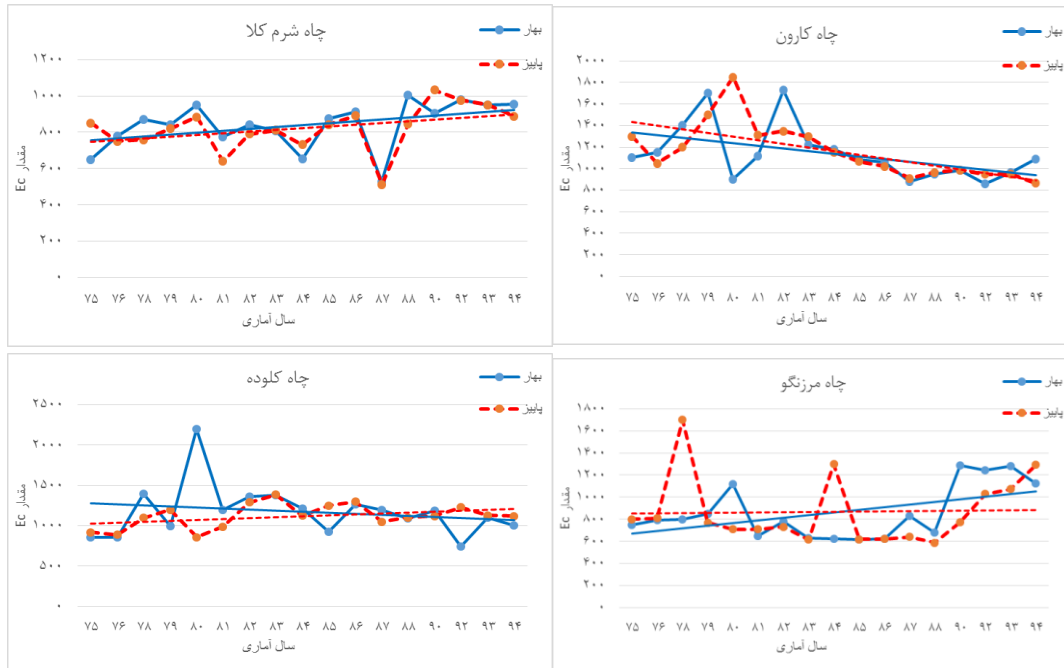 چاه شرم کلا
بهار
پاییز
مقدار Ec
۱۲۰۰
۱۰۰۰
۸۰۰
۶۰۰
۴۰۰
۲۰۰
۰
۷۵ ۷۶ ۷۸ ۷۹ ۸۰ ۸۱ ۸۲ ۸۳ ۸۴ ۸۵ ۸۶ ۸۷ ۸۸ ۹۰ ۹۲ ۹۳ ۹۴
سال آماری
چاه کارون
بهار
پاییز
مقدار Ec
۲۰۰۰
۱۸۰۰
۱۶۰۰
۱۴۰۰
۱۲۰۰
۱۰۰۰
۸۰۰
۶۰۰
۴۰۰
۲۰۰
۰
۷۵ ۷۶ ۷۸ ۷۹ ۸۰ ۸۱ ۸۲ ۸۳ ۸۴ ۸۵ ۸۶ ۸۷ ۸۸ ۹۰ ۹۲ ۹۳ ۹۴
سال آماری
چاه کلوده
بهار
پاییز
مقدار Ec
۲۵۰۰
۲۰۰۰
۱۵۰۰
۱۰۰۰
۵۰۰
۰
۷۵ ۷۶ ۷۸ ۷۹ ۸۰ ۸۱ ۸۲ ۸۳ ۸۴ ۸۵ ۸۶ ۸۷ ۸۸ ۹۰ ۹۲ ۹۳ ۹۴
سال آماری
چاه مرزنگو
بهار
پاییز
مقدار Ec
۱۸۰۰
۱۶۰۰
۱۴۰۰
۱۲۰۰
۱۰۰۰
۸۰۰
۶۰۰
۴۰۰
۲۰۰
۰
۷۵ ۷۶ ۷۸ ۷۹ ۸۰ ۸۱ ۸۲ ۸۳ ۸۴ ۸۵ ۸۶ ۸۷ ۸۸ ۹۰ ۹۲ ۹۳ ۹۴
سال آماری